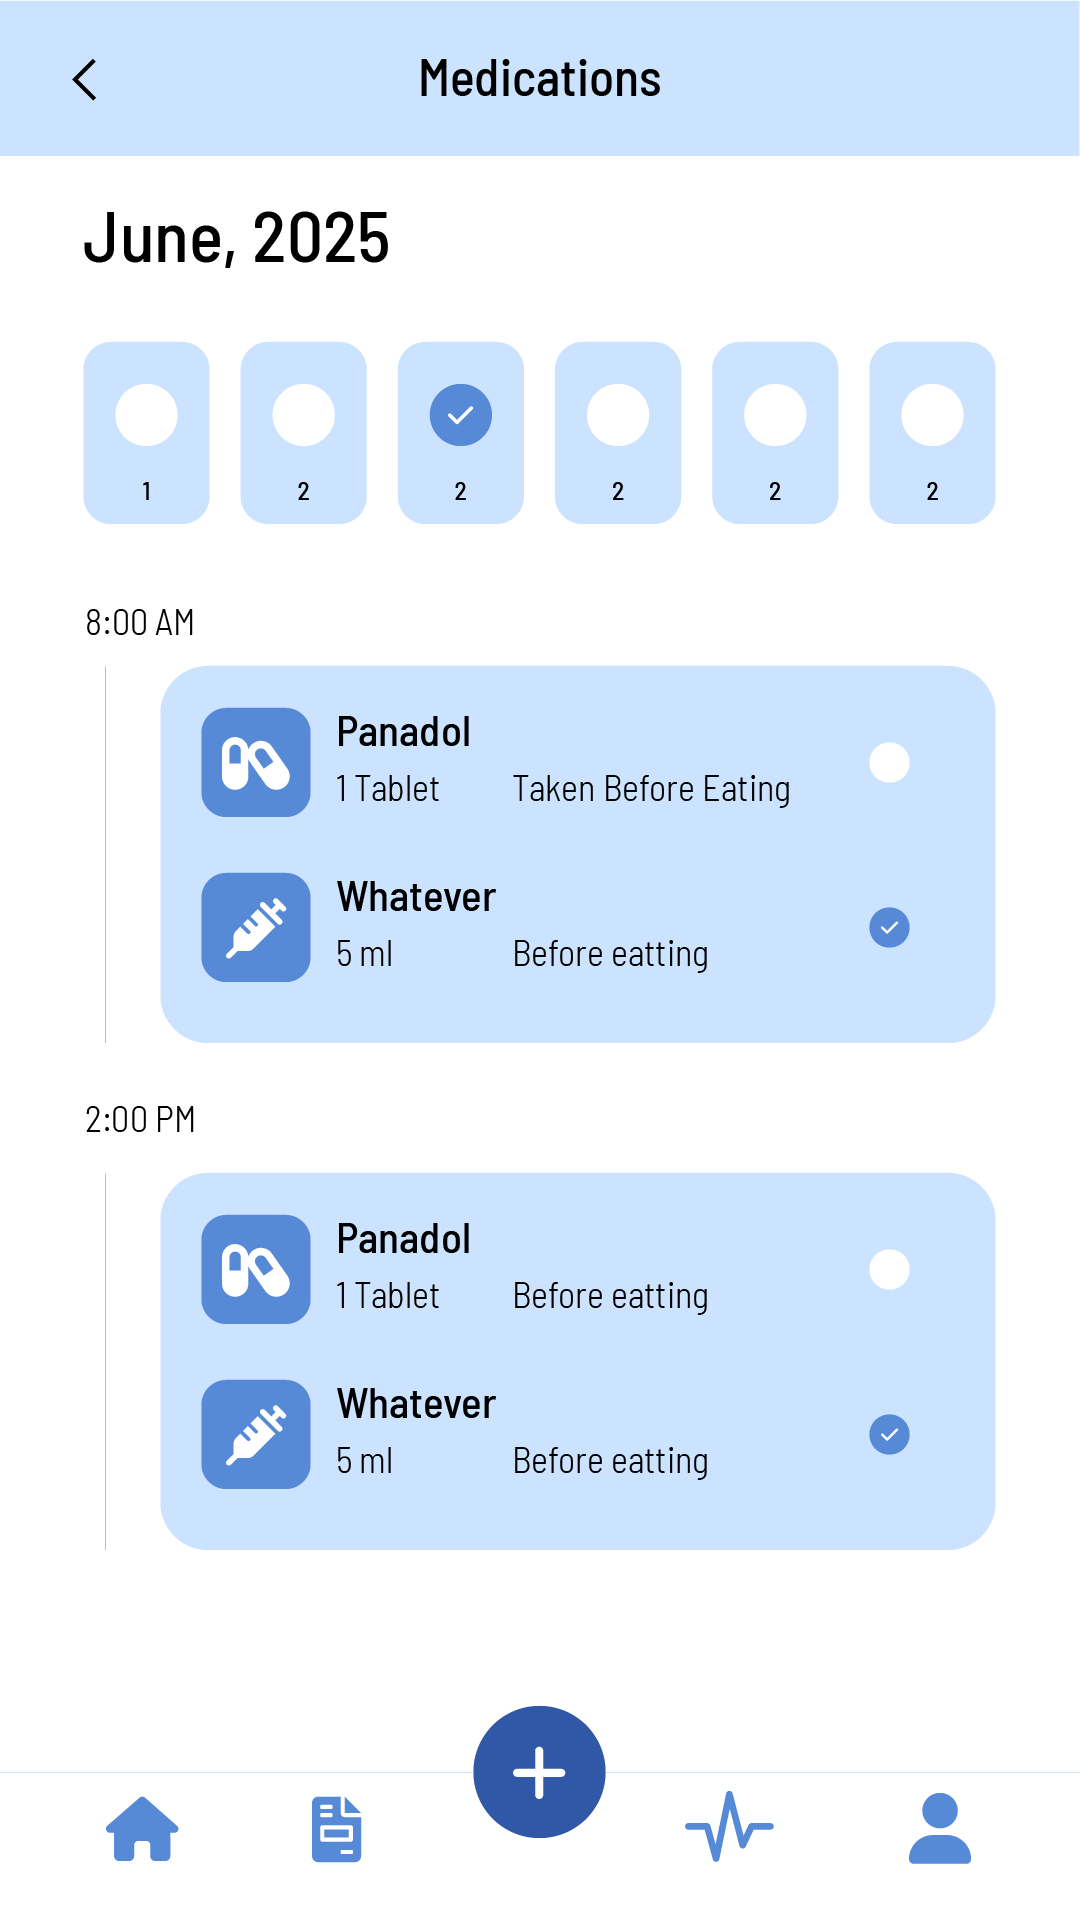 Medications
June, 2025
1 2 2 2 2 2
8:00 AM
Panadol
1 Tablet Taken Before Eating
Whatever
5 ml Before eatting
2:00 PM
Panadol
1 Tablet Before eatting
Whatever
5 ml Before eatting